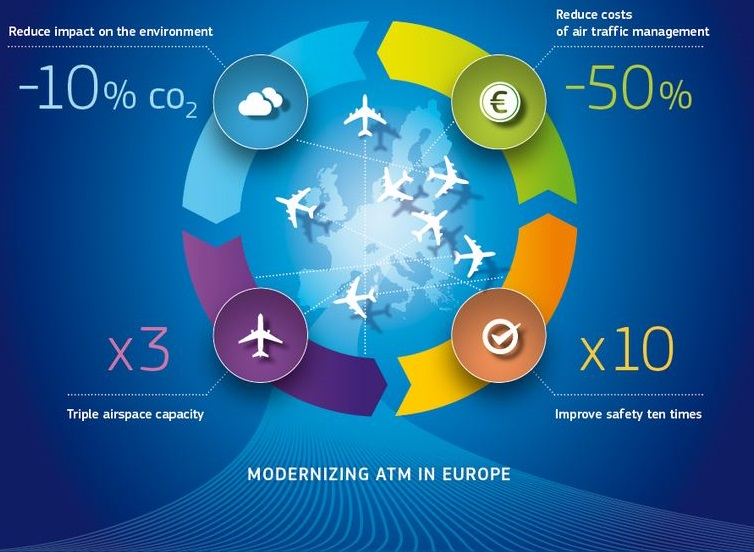 Reduce impact on the environment
-10% CO2
Reduce costs
of air traffic management
-50%
€
x3
Triple airspace capacity
x10
Improve safety ten times
MODERNIZING ATM IN EUROPE